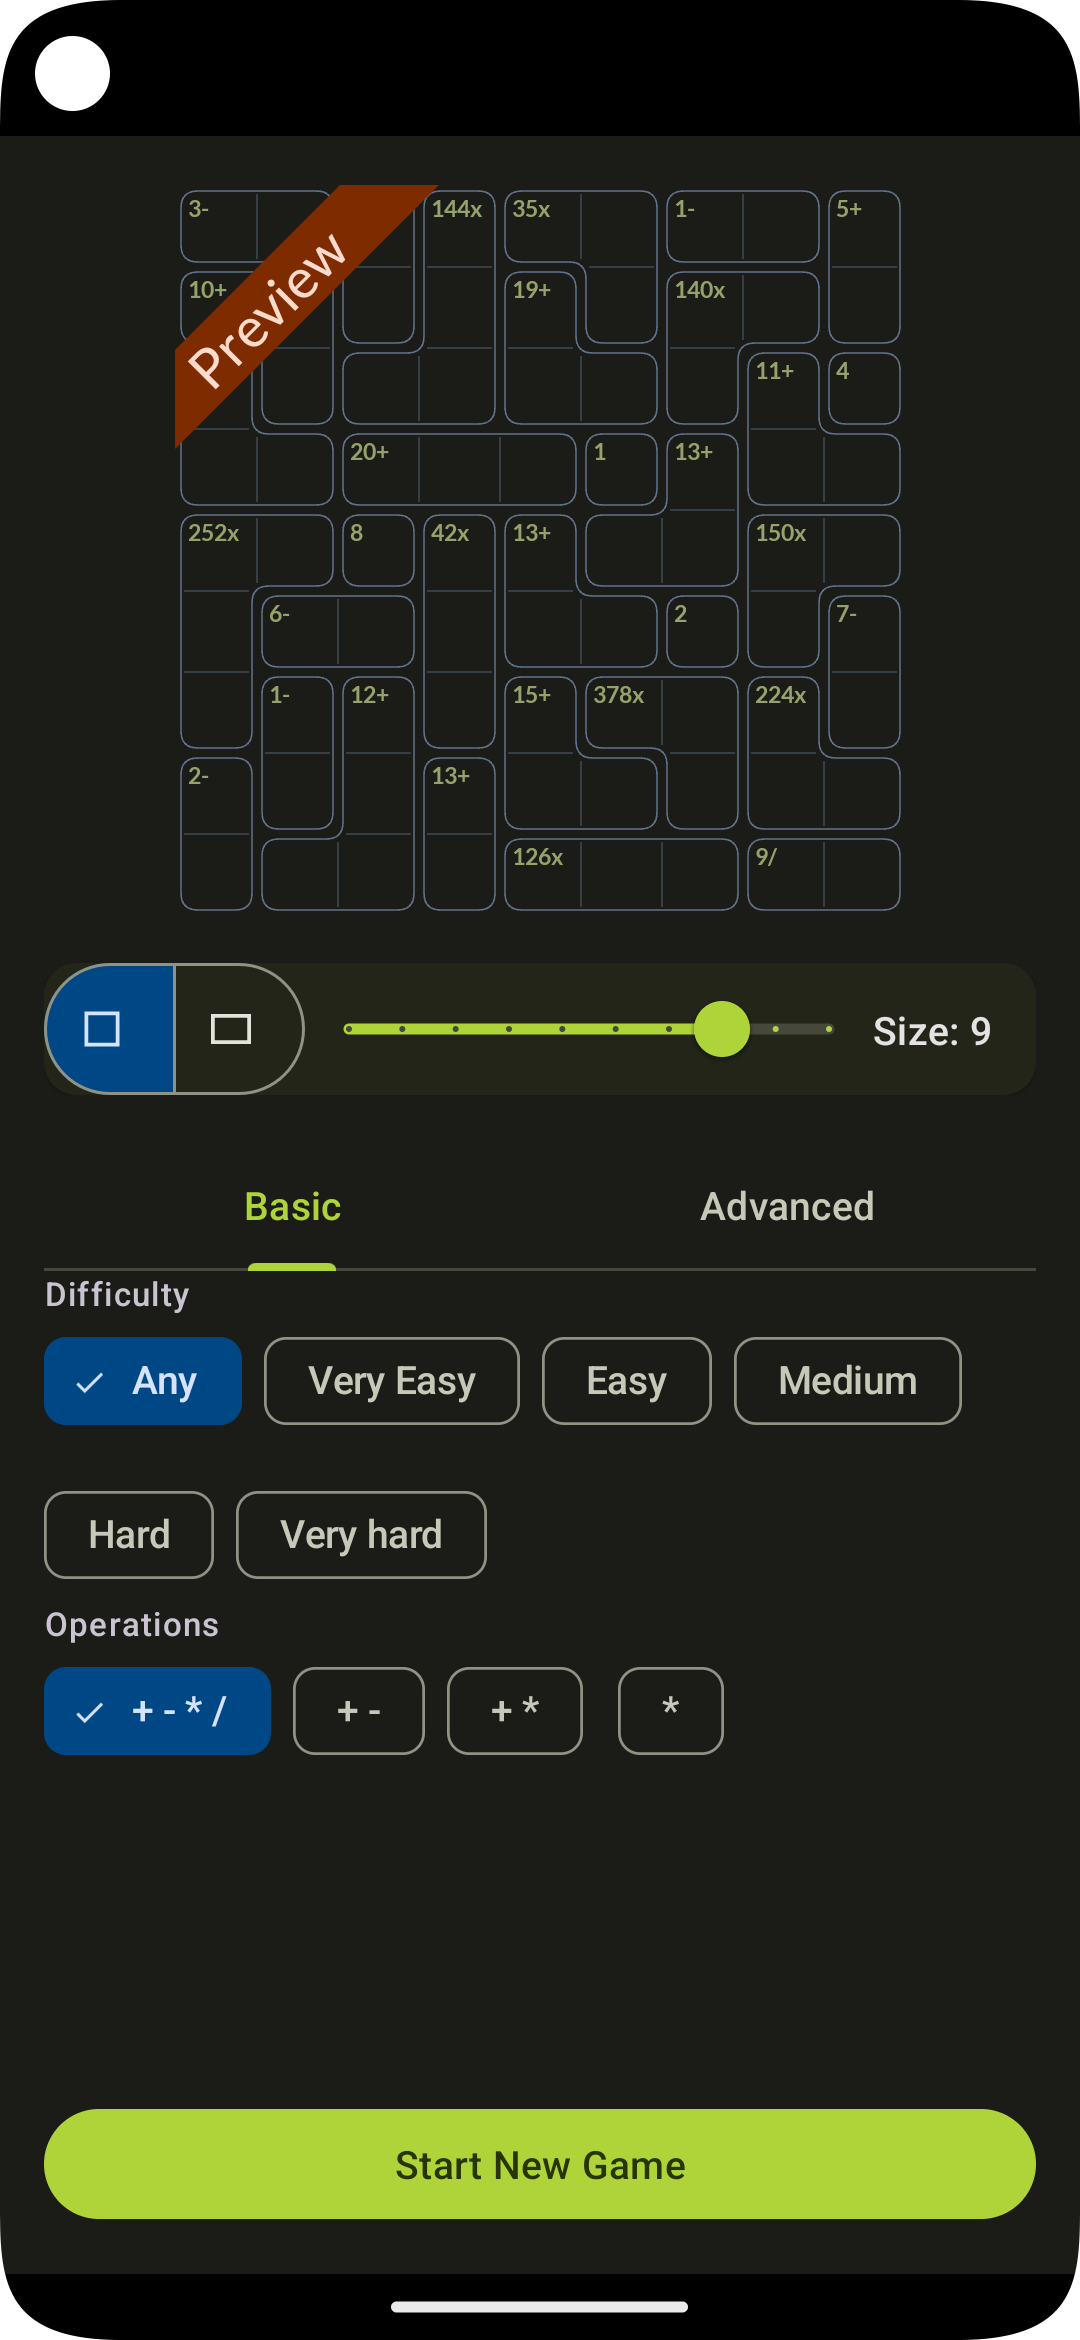 3- 144x 35x 1- 5+
Preview
10+ 19+ 140x
11+ 4
20+ 1 13+
252x 8 42x 13+ 150x
6- 2 7-
1- 12+ 15+ 378x 224x
2- 13+
126x 9/
Size: 9
Basic Advanced
Difficulty
Any Very Easy Easy Medium
Hard Very hard
Operations
+ - * / + - + * *
Start New Game